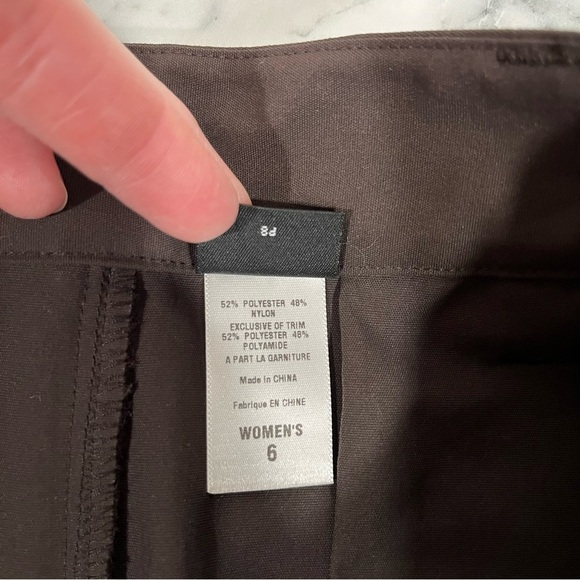 P8
52% POLYESTER 48%
NYLON
EXCLUSIVE OF TRIM
52% POLYESTER 48%
POLYAMIDE
A PART LA GARNITURE
Made in CHINA
Fabrique EN CHINE
WOMEN'S
6